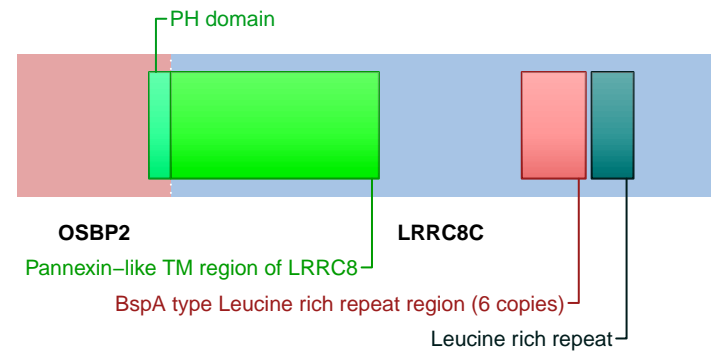 PH domain
OSBP2
LRRC8C
Pannexin−like TM region of LRRC8
BspA type Leucine rich repeat region (6 copies)
Leucine rich repeat